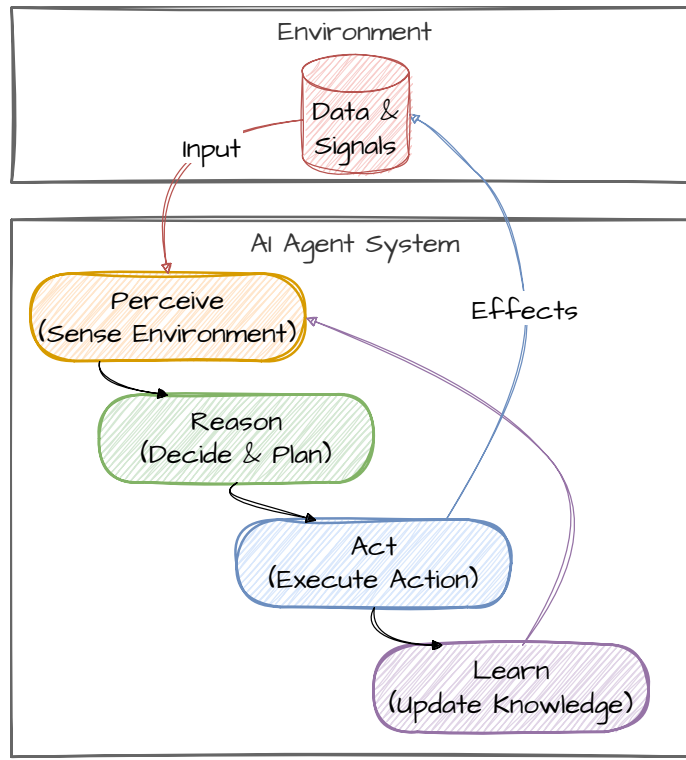 Environment
Data &
Signals
Input
AI Agent System
Perceive
(Sense Environment)
Effects
Reason
(Decide & Plan)
Act
(Execute Action)
Learn
(Update Knowledge)